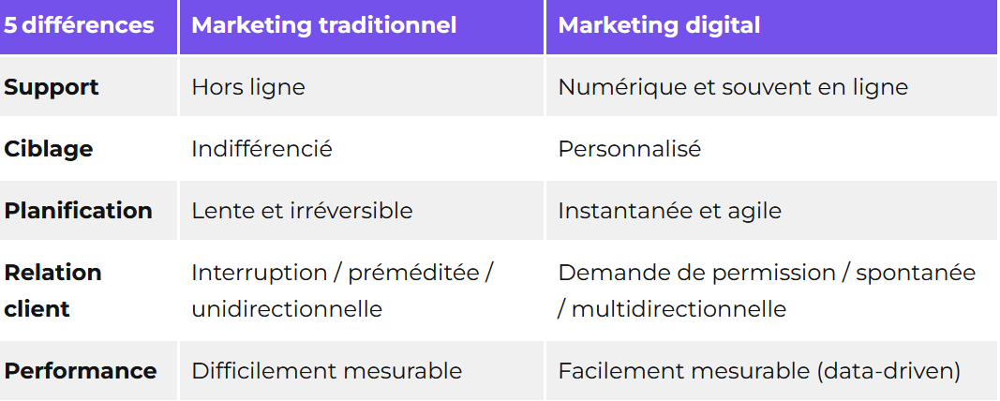 5 différences Marketing traditionnel Marketing digital
Support Hors ligne Numérique et souvent en ligne
Ciblage Indifférencié Personnalisé
Planification Lente et irréversible Instantanée et agile
Relation Interruption / préméditée / Demande de permission / spontanée
client unidirectionnelle / multidirectionnelle
Performance Difficilement mesurable Facilement mesurable (data-driven)